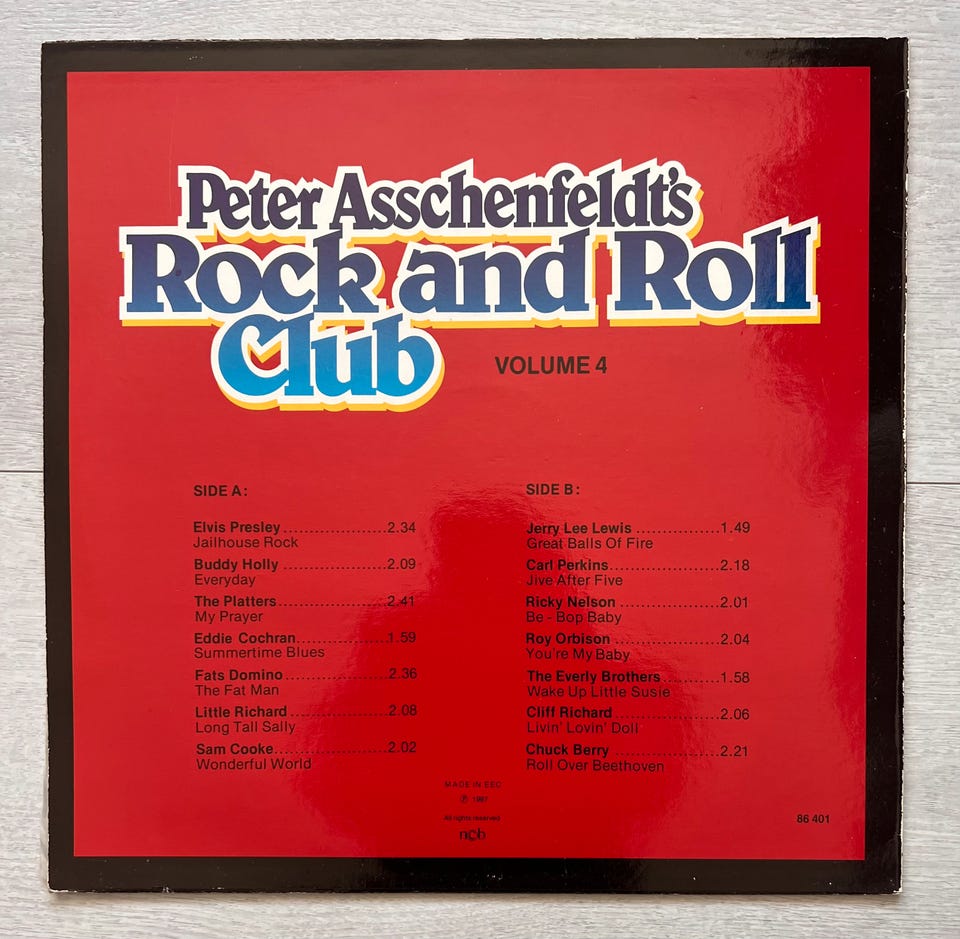 Peter Asschenfeldt's
Rock and Roll
Club
VOLUME 4
SIDE A:
Elvis Presley ................... 2.34
Jailhouse Rock
Buddy Holly ................... 2.09
Everyday
The Platters ................... 2.41
My Prayer
Eddie Cochran ................ 1.59
Summertime Blues
Fats Domino ................... 2.36
The Fat Man
Little Richard .................. 2.08
Long Tall Sally
Sam Cooke .................... 2.02
Wonderful World
SIDE B:
Jerry Lee Lewis ................ 1.49
Great Balls Of Fire
Carl Perkins .................... 2.18
Jive After Five
Ricky Nelson ................... 2.01
Be - Bop Baby
Roy Orbison .................... 2.04
You're My Baby
The Everly Brothers ........... 1.58
Wake Up Little Susie
Cliff Richard .................... 2.06
Livin' Lovin' Doll
Chuck Berry .................... 2.21
Roll Over Beethoven
MADE IN EEC
Ⓟ 1987
All rights reserved
ncb
86 401